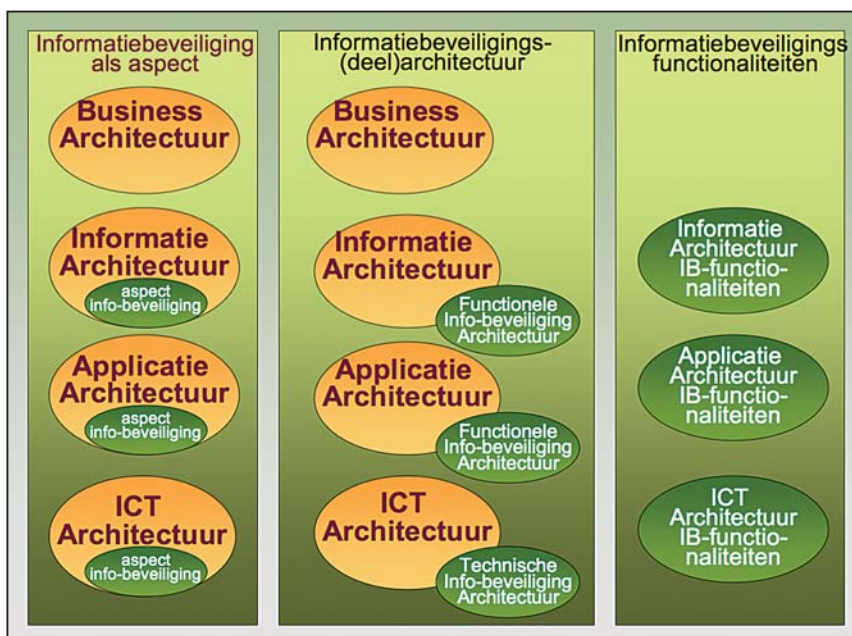 Informatiebeveiliging
als aspect
Business
Architectuur
Informatie
Architectuur
aspect
info-beveiliging
Applicatie
Architectuur
aspect
info-beveiliging
ICT
Architectuur
aspect
info-beveiliging
Informatiebeveiligings-
(deel)architectuur
Business
Architectuur
Informatie
Architectuur
Functionele
Info-beveiliging
Architectuur
Applicatie
Architectuur
Functionele
Info-beveiliging
Architectuur
ICT
Architectuur
Technische
Info-beveiliging
Architectuur
Informatiebeveiligings
functionaliteiten
Informatie
Architectuur
IB-functio-
naliteiten
Applicatie
Architectuur
IB-functio-
naliteiten
ICT
Architectuur
IB-functio-
naliteiten